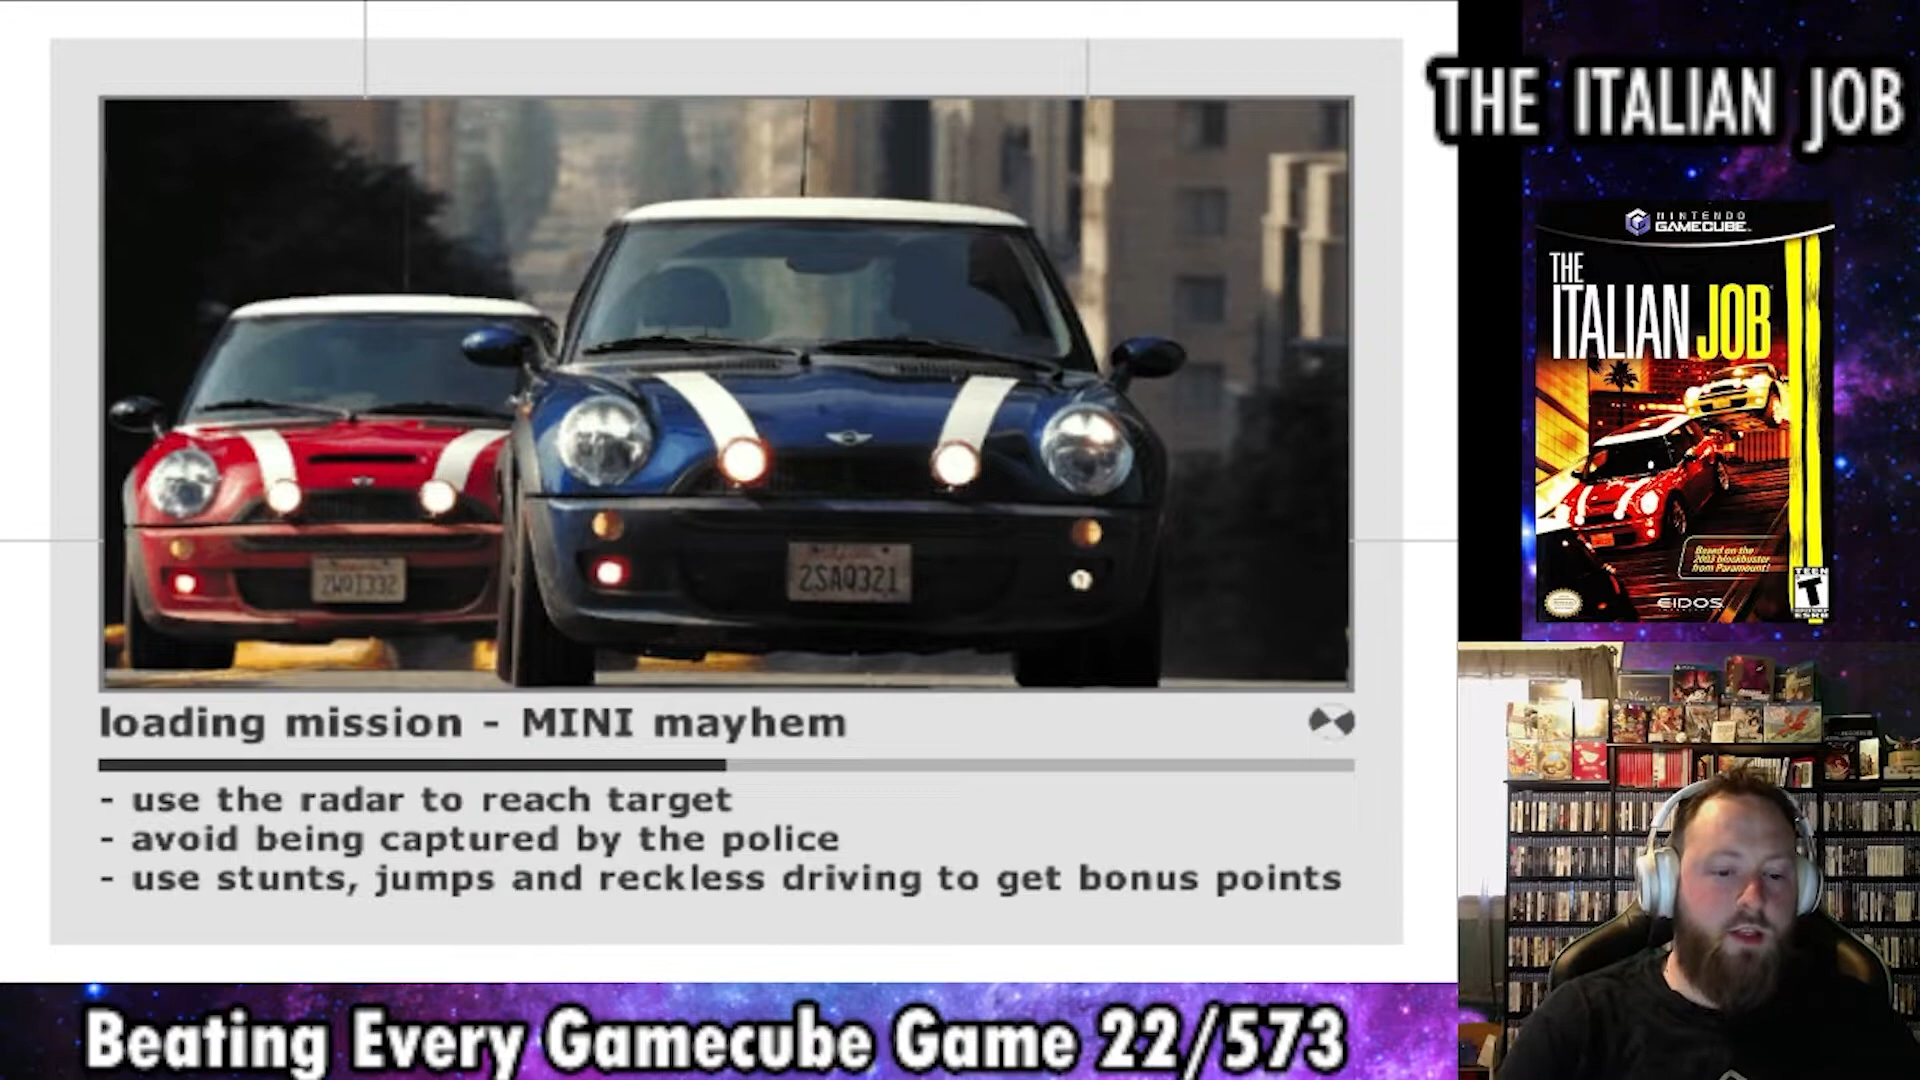 THE ITALIAN JOB
NINTENDO
GAMECUBE
THE
ITALIAN JOB
Based on the
2003 blockbuster
from Paramount!
EIDOS
TEEN
T
ESRB
2SAQ321
loading mission - MINI mayhem
- use the radar to reach target
- avoid being captured by the police
- use stunts, jumps and reckless driving to get bonus points
Beating Every Gamecube Game 22/573